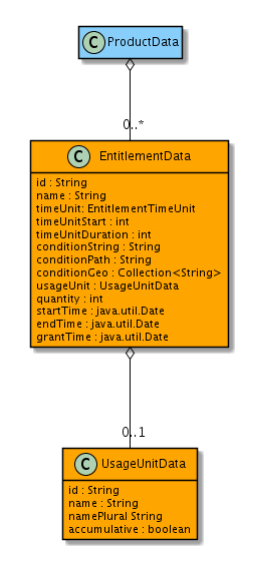 C ProductData
0..*
C EntitlementData
id : String
name : String
timeUnit: EntitlementTimeUnit
timeUnitStart : int
timeUnitDuration : int
conditionString : String
conditionPath : String
conditionGeo : Collection<String>
usageUnit : UsageUnitData
quantity : int
startTime : java.util.Date
endTime : java.util.Date
grantTime : java.util.Date
0..1
C UsageUnitData
id : String
name : String
namePlural String
accumulative : boolean